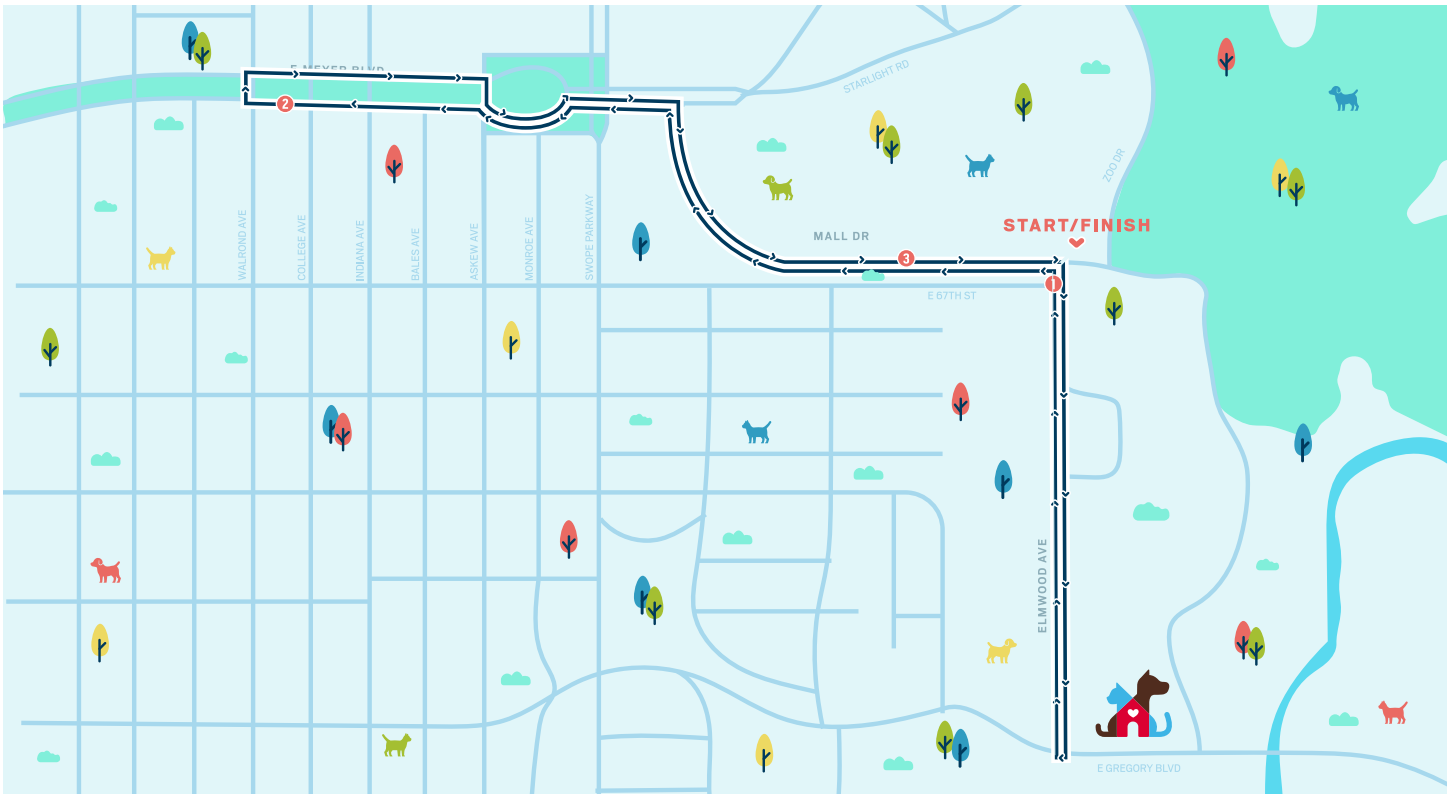 E MEYER BLVD
STARLIGHT RD
2
ZOO DR
WALROND AVE
COLLEGE AVE
INDIANA AVE
BALES AVE
ASKEW AVE
MONROE AVE
SWOPE PARKWAY
START/FINISH
MALL DR
3
1
E 67TH ST
ELMWOOD AVE
E GREGORY BLVD